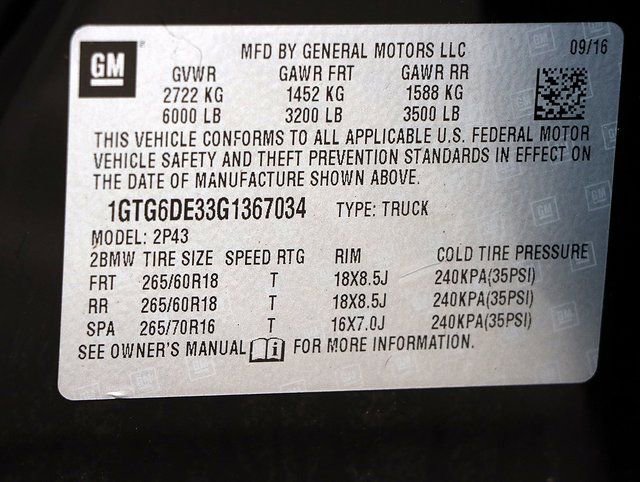 GM
MFD BY GENERAL MOTORS LLC 09/16
GVWR GAWR FRT GAWR RR
2722 KG 1452 KG 1588 KG
6000 LB 3200 LB 3500 LB
THIS VEHICLE CONFORMS TO ALL APPLICABLE U.S. FEDERAL MOTOR
VEHICLE SAFETY AND THEFT PREVENTION STANDARDS IN EFFECT ON
THE DATE OF MANUFACTURE SHOWN ABOVE.
1GTG6DE33G1367034 TYPE: TRUCK
MODEL: 2P43
2BMW TIRE SIZE SPEED RTG RIM COLD TIRE PRESSURE
FRT 265/60R18 T 18X8.5J 240KPA(35PSI)
RR 265/60R18 T 18X8.5J 240KPA(35PSI)
SPA 265/70R16 T 16X7.0J 240KPA(35PSI)
SEE OWNER'S MANUAL i FOR MORE INFORMATION.